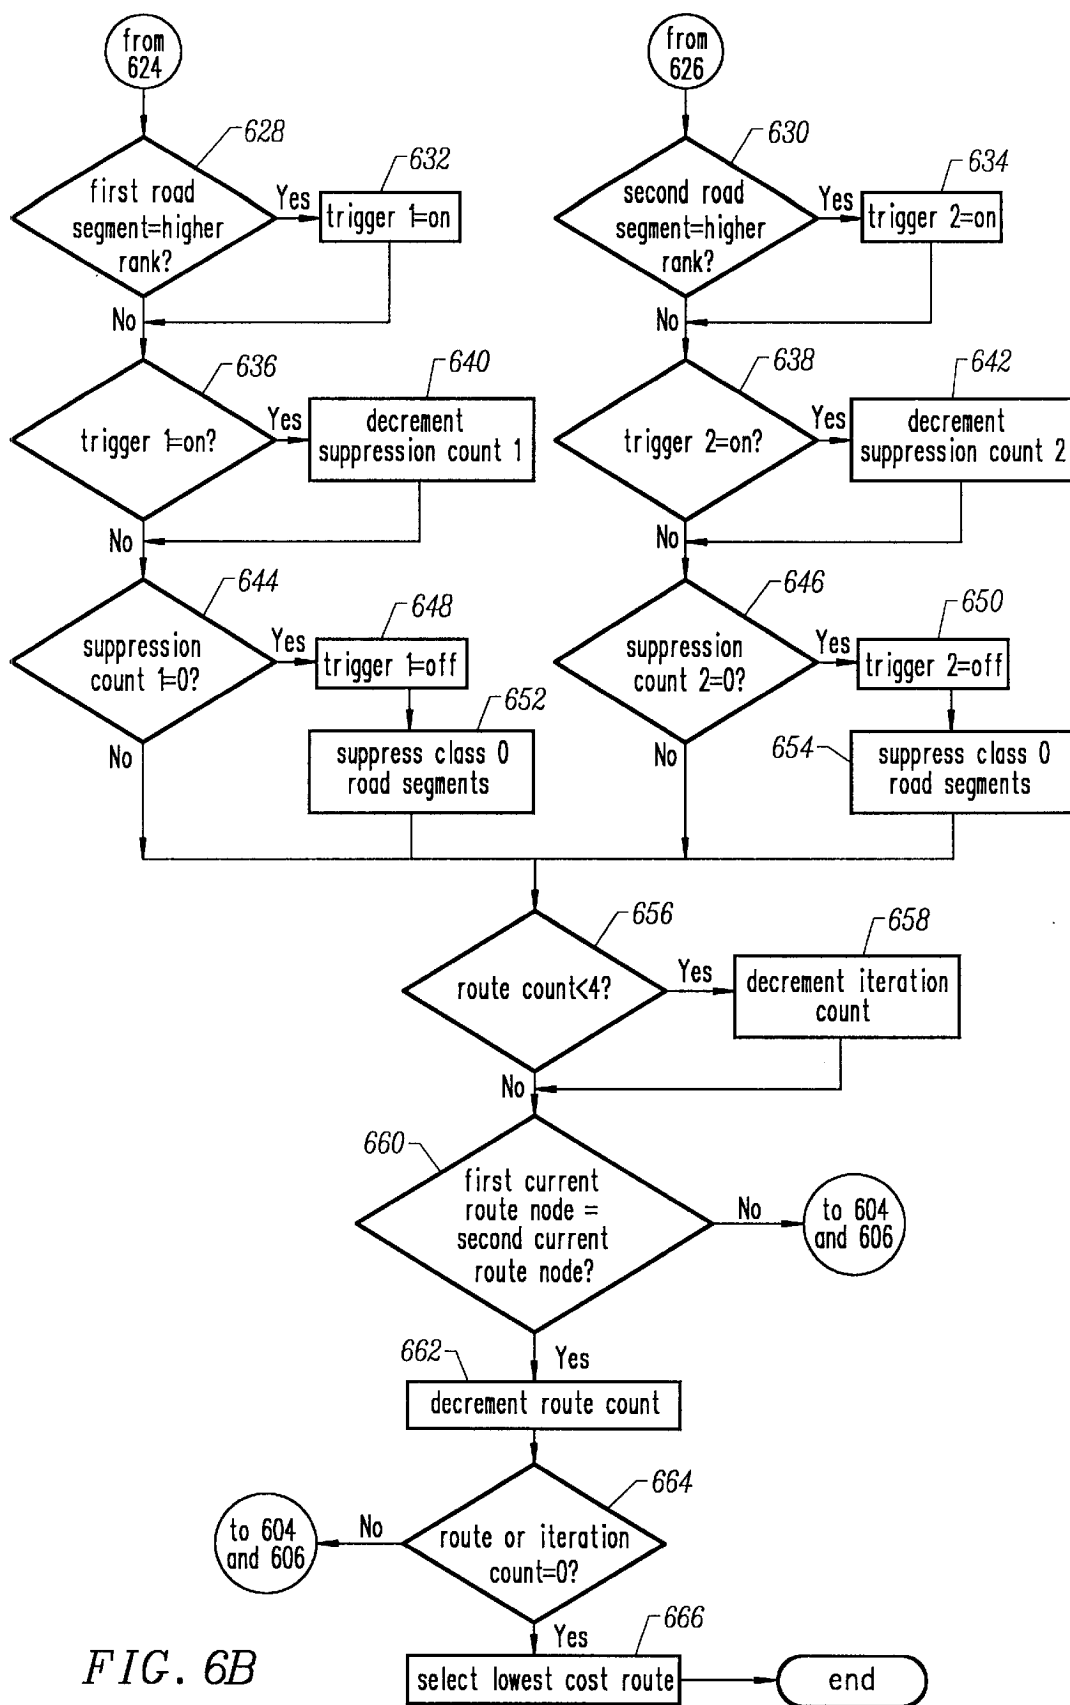 from
624
from
626
628
first road
segment=higher
rank?
Yes
632
trigger 1=on
No
630
second road
segment=higher
rank?
Yes
634
trigger 2=on
No
636
trigger 1=on?
Yes
640
decrement
suppression count 1
No
638
trigger 2=on?
Yes
642
decrement
suppression count 2
No
644
suppression
count 1=0?
Yes
648
trigger 1=off
652
suppress class 0
road segments
No
646
suppression
count 2=0?
Yes
650
trigger 2=off
654
suppress class 0
road segments
No
656
route count<4?
Yes
658
decrement iteration
count
No
660
first current
route node =
second current
route node?
No
to 604
and 606
Yes
662
decrement route count
664
route or iteration
count=0?
No
to 604
and 606
Yes
666
select lowest cost route
end
FIG. 6B